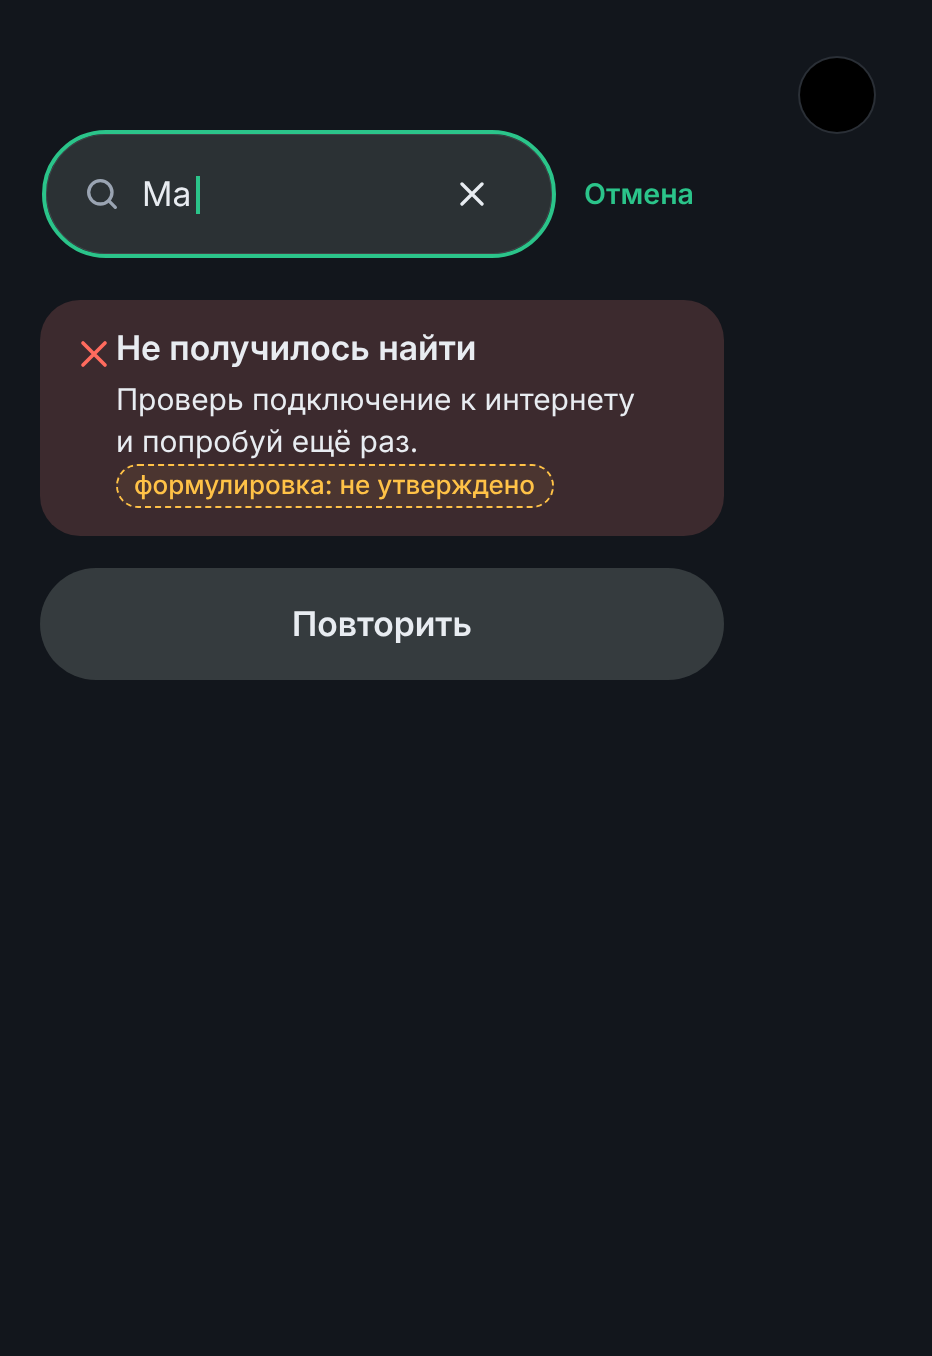 Ма
Отмена
Не получилось найти
Проверь подключение к интернету
и попробуй ещё раз.
формулировка: не утверждено
Повторить